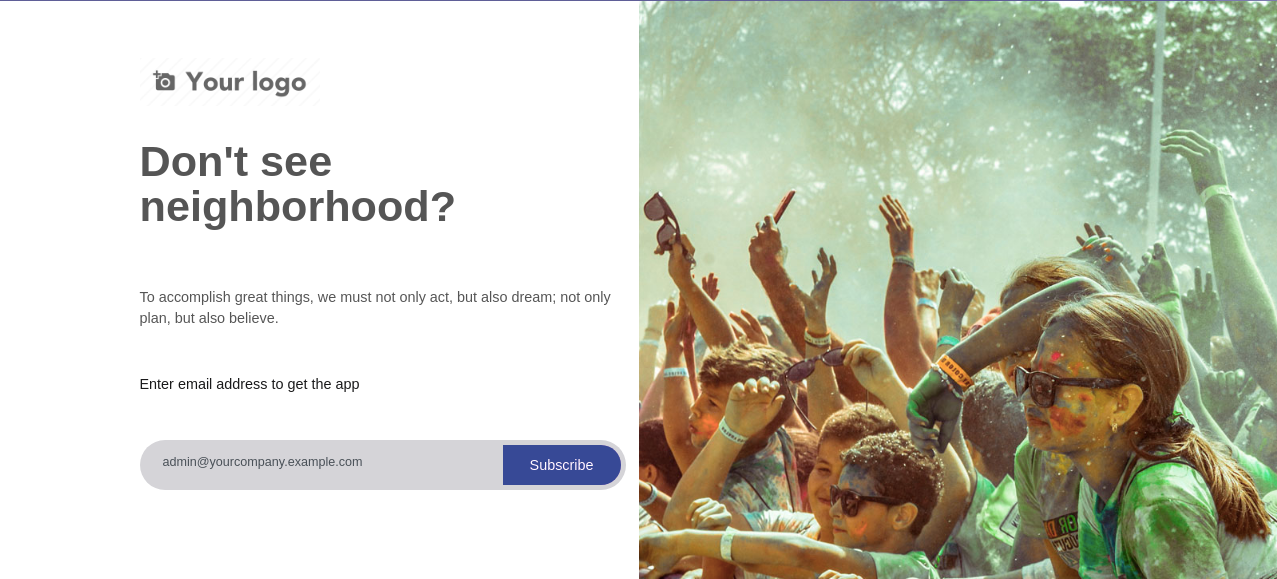 Your logo
Don't see
neighborhood?
To accomplish great things, we must not only act, but also dream; not only
plan, but also believe.
Enter email address to get the app
admin@yourcompany.example.com
Subscribe